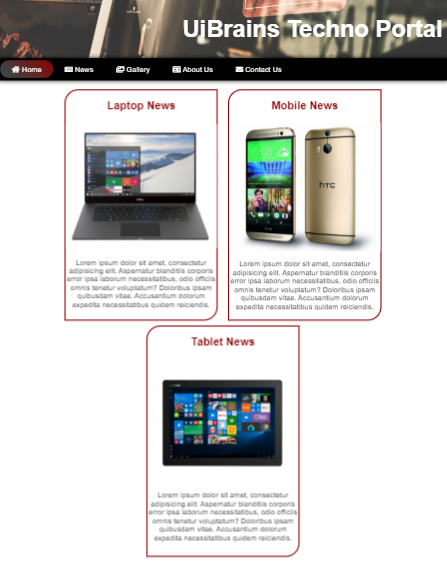 UiBrains Techno Portal
Home News Gallery About Us Contact Us
Laptop News
Lorem ipsum dolor sit amet, consectetur
adipisicing elit. Aspernatur blanditiis corporis
error ipsa laborum necessitatibus, odio officiis
omnis tenetur voluptatum? Doloribus ipsam
quibusdam vitae. Accusantium dolorum
expedita necessitatibus quidem reiciendis.
Mobile News
hTC
Lorem ipsum dolor sit amet, consectetur
adipisicing elit. Aspernatur blanditiis corporis
error ipsa laborum necessitatibus, odio officiis
omnis tenetur voluptatum? Doloribus ipsam
quibusdam vitae. Accusantium dolorum
expedita necessitatibus quidem reiciendis.
Tablet News
Lorem ipsum dolor sit amet, consectetur
adipisicing elit. Aspernatur blanditiis corporis
error ipsa laborum necessitatibus, odio officiis
omnis tenetur voluptatum? Doloribus ipsam
quibusdam vitae. Accusantium dolorum
expedita necessitatibus quidem reiciendis.